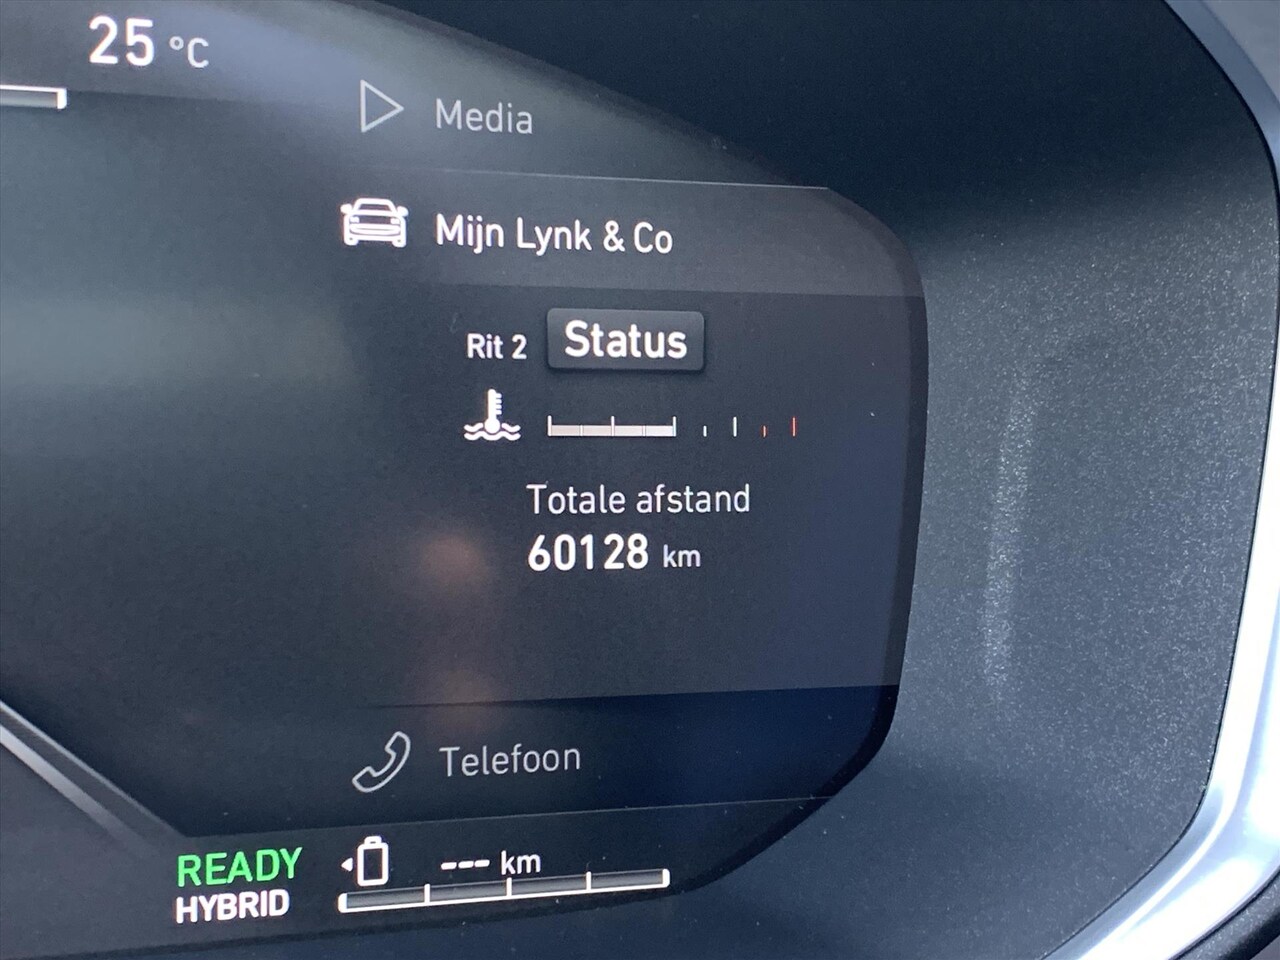 25 °C
Media
Mijn Lynk & Co
Rit 2 Status
Totale afstand
60128 km
Telefoon
READY
--- km
HYBRID